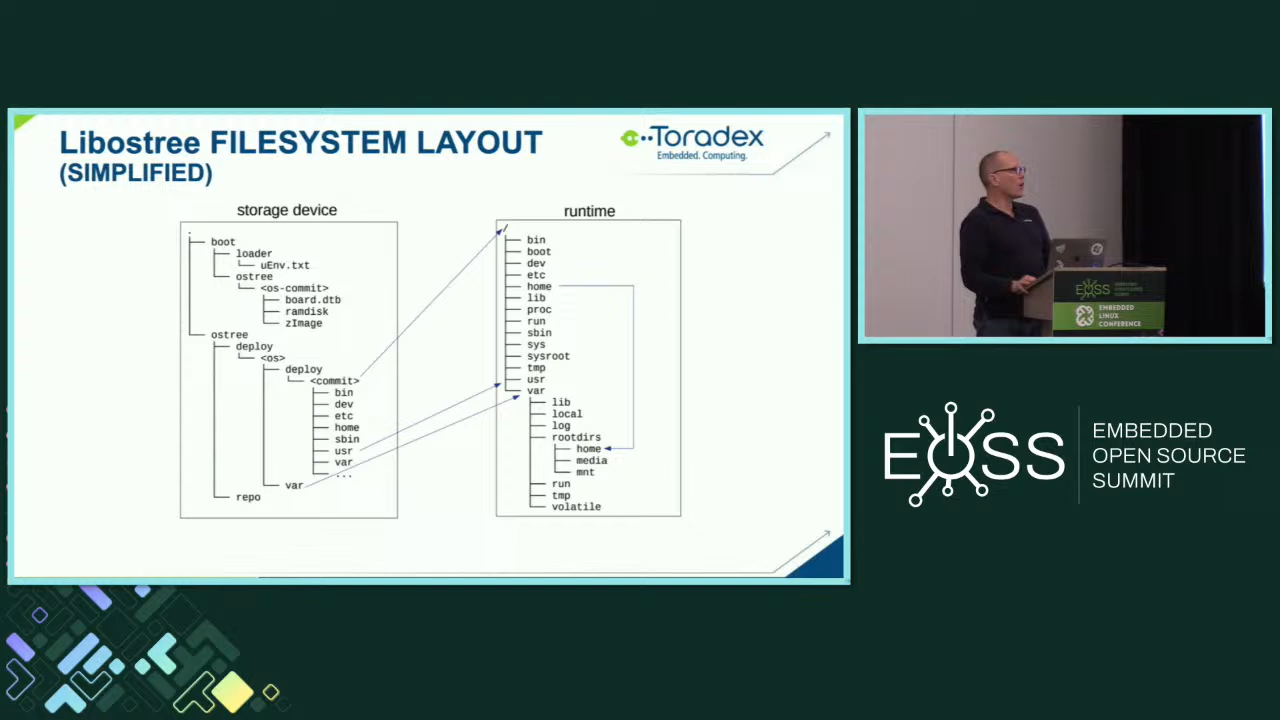 Libostree FILESYSTEM LAYOUT
(SIMPLIFIED)
Toradex
Embedded. Computing.
storage device
.
boot
loader
uEnv.txt
ostree
<os-commit>
board.dtb
ramdisk
zImage
ostree
deploy
<os>
deploy
<commit>
bin
dev
etc
home
sbin
usr
var
...
var
repo
runtime
/
bin
boot
dev
etc
home
lib
proc
run
sbin
sys
sysroot
tmp
usr
var
lib
local
log
rootdirs
home
media
mnt
run
tmp
volatile
EOSS
EMBEDDED
LINUX
CONFERENCE
EOSS
EMBEDDED
OPEN SOURCE
SUMMIT